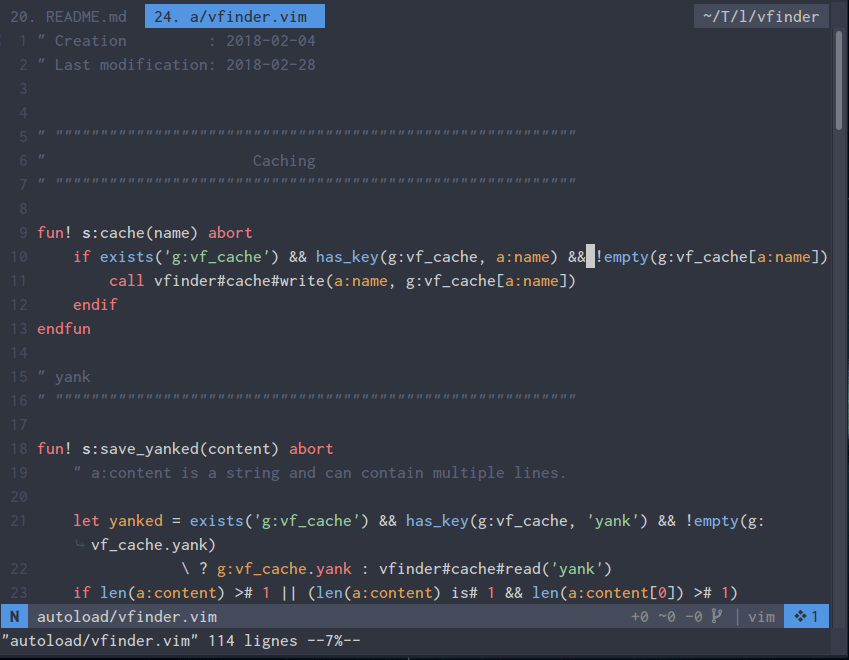 20. README.md 24. a/vfinder.vim ~/T/l/vfinder
1 " Creation : 2018-02-04
2 " Last modification: 2018-02-28
3
4
5 " """"""""""""""""""""""""""""""""""""""""""""""""""""""""""
6 " Caching
7 " """"""""""""""""""""""""""""""""""""""""""""""""""""""""""
8
9 fun! s:cache(name) abort
10 if exists('g:vf_cache') && has_key(g:vf_cache, a:name) && !empty(g:vf_cache[a:name])
11 call vfinder#cache#write(a:name, g:vf_cache[a:name])
12 endif
13 endfun
14
15 " yank
16 " """"""""""""""""""""""""""""""""""""""""""""""""""""""""""
17
18 fun! s:save_yanked(content) abort
19 " a:content is a string and can contain multiple lines.
20
21 let yanked = exists('g:vf_cache') && has_key(g:vf_cache, 'yank') && !empty(g:
vf_cache.yank)
22 \ ? g:vf_cache.yank : vfinder#cache#read('yank')
23 if len(a:content) ># 1 || (len(a:content) is# 1 && len(a:content[0]) ># 1)
N autoload/vfinder.vim +0 ~0 -0 | vim ❖ 1
"autoload/vfinder.vim" 114 lignes --7%--